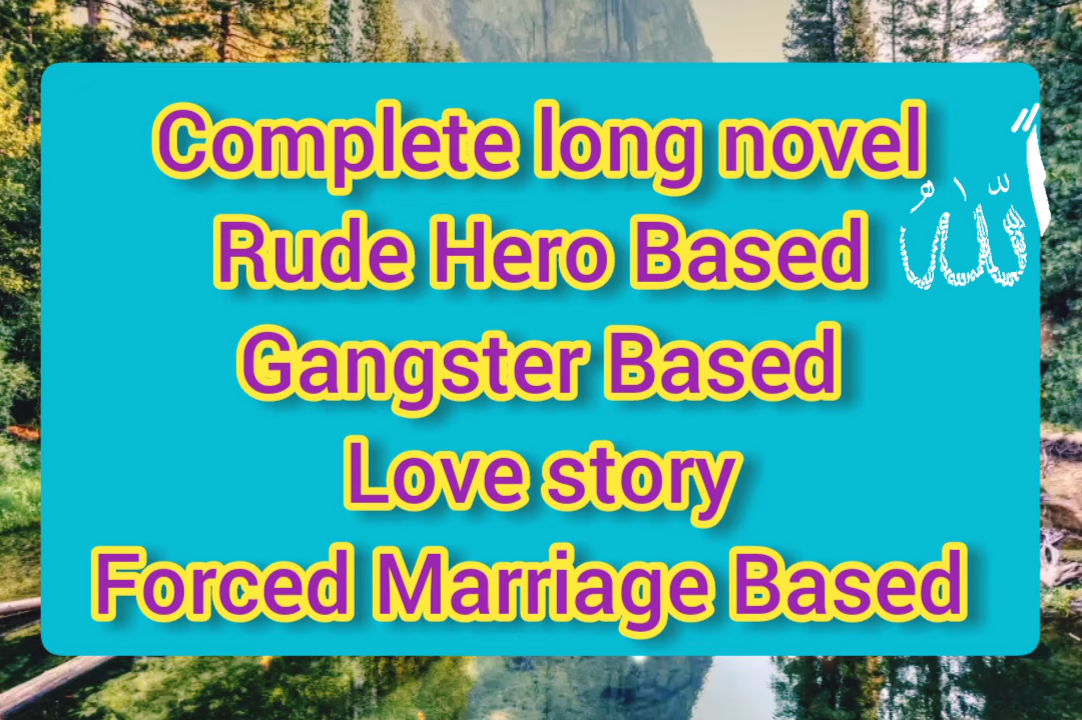 Complete long novel
الله
Rude Hero Based
Gangster Based
Love story
Forced Marriage Based